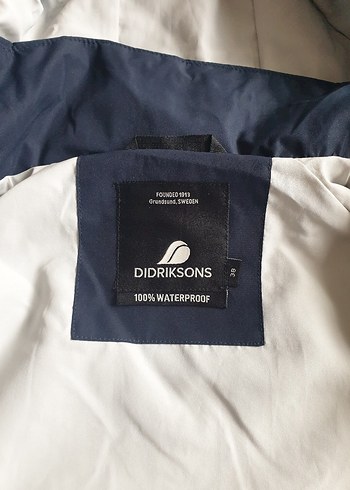 FOUNDED 1913
Grundsund, SWEDEN
DIDRIKSONS
38
100% WATERPROOF